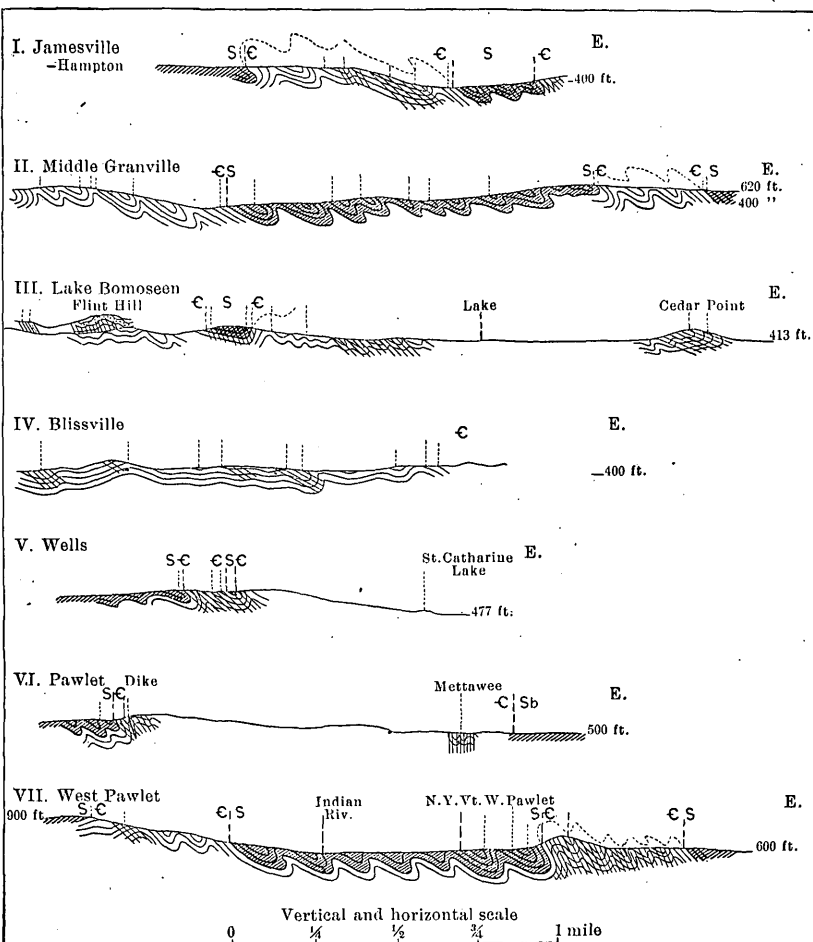 I. Jamesville
-Hampton
S Є Є S Є E.
-400 ft.
II. Middle Granville
Є S S Є Є S E.
620 ft.
400 "
III. Lake Bomoseen
Flint Hill
Є S Є Lake Cedar Point E.
413 ft.
IV. Blissville
Є E.
-400 ft.
V. Wells
S Є Є S Є St. Catharine E.
Lake
477 ft.
VI. Pawlet
S Є Dike Mettawee Є Sb E.
500 ft.
VII. West Pawlet
900 ft. S Є Є S Indian N.Y. Vt. W. Pawlet S Є Є S E.
Riv.
600 ft.
Vertical and horizontal scale
0 ¼ ½ ¾ 1 mile